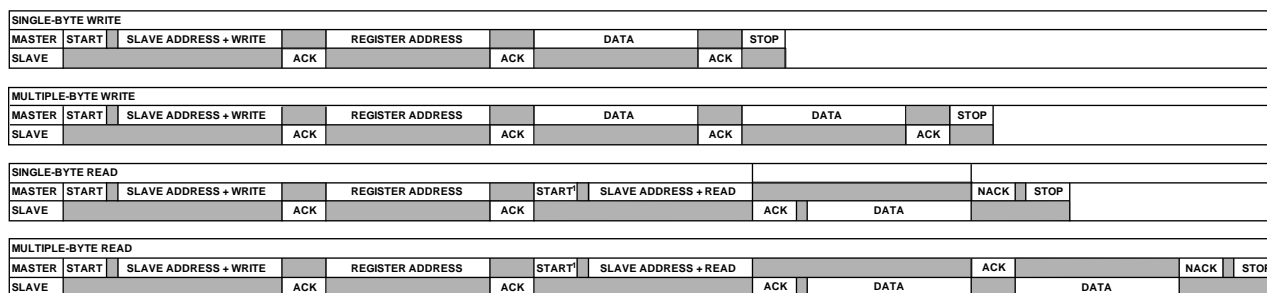 SINGLE-BYTE WRITE
MASTER START SLAVE ADDRESS + WRITE REGISTER ADDRESS DATA STOP
SLAVE ACK ACK ACK
MULTIPLE-BYTE WRITE
MASTER START SLAVE ADDRESS + WRITE REGISTER ADDRESS DATA DATA STOP
SLAVE ACK ACK ACK ACK
SINGLE-BYTE READ
MASTER START SLAVE ADDRESS + WRITE REGISTER ADDRESS START¹ SLAVE ADDRESS + READ NACK STOP
SLAVE ACK ACK ACK DATA
MULTIPLE-BYTE READ
MASTER START SLAVE ADDRESS + WRITE REGISTER ADDRESS START¹ SLAVE ADDRESS + READ ACK NACK STOP
SLAVE ACK ACK ACK DATA DATA